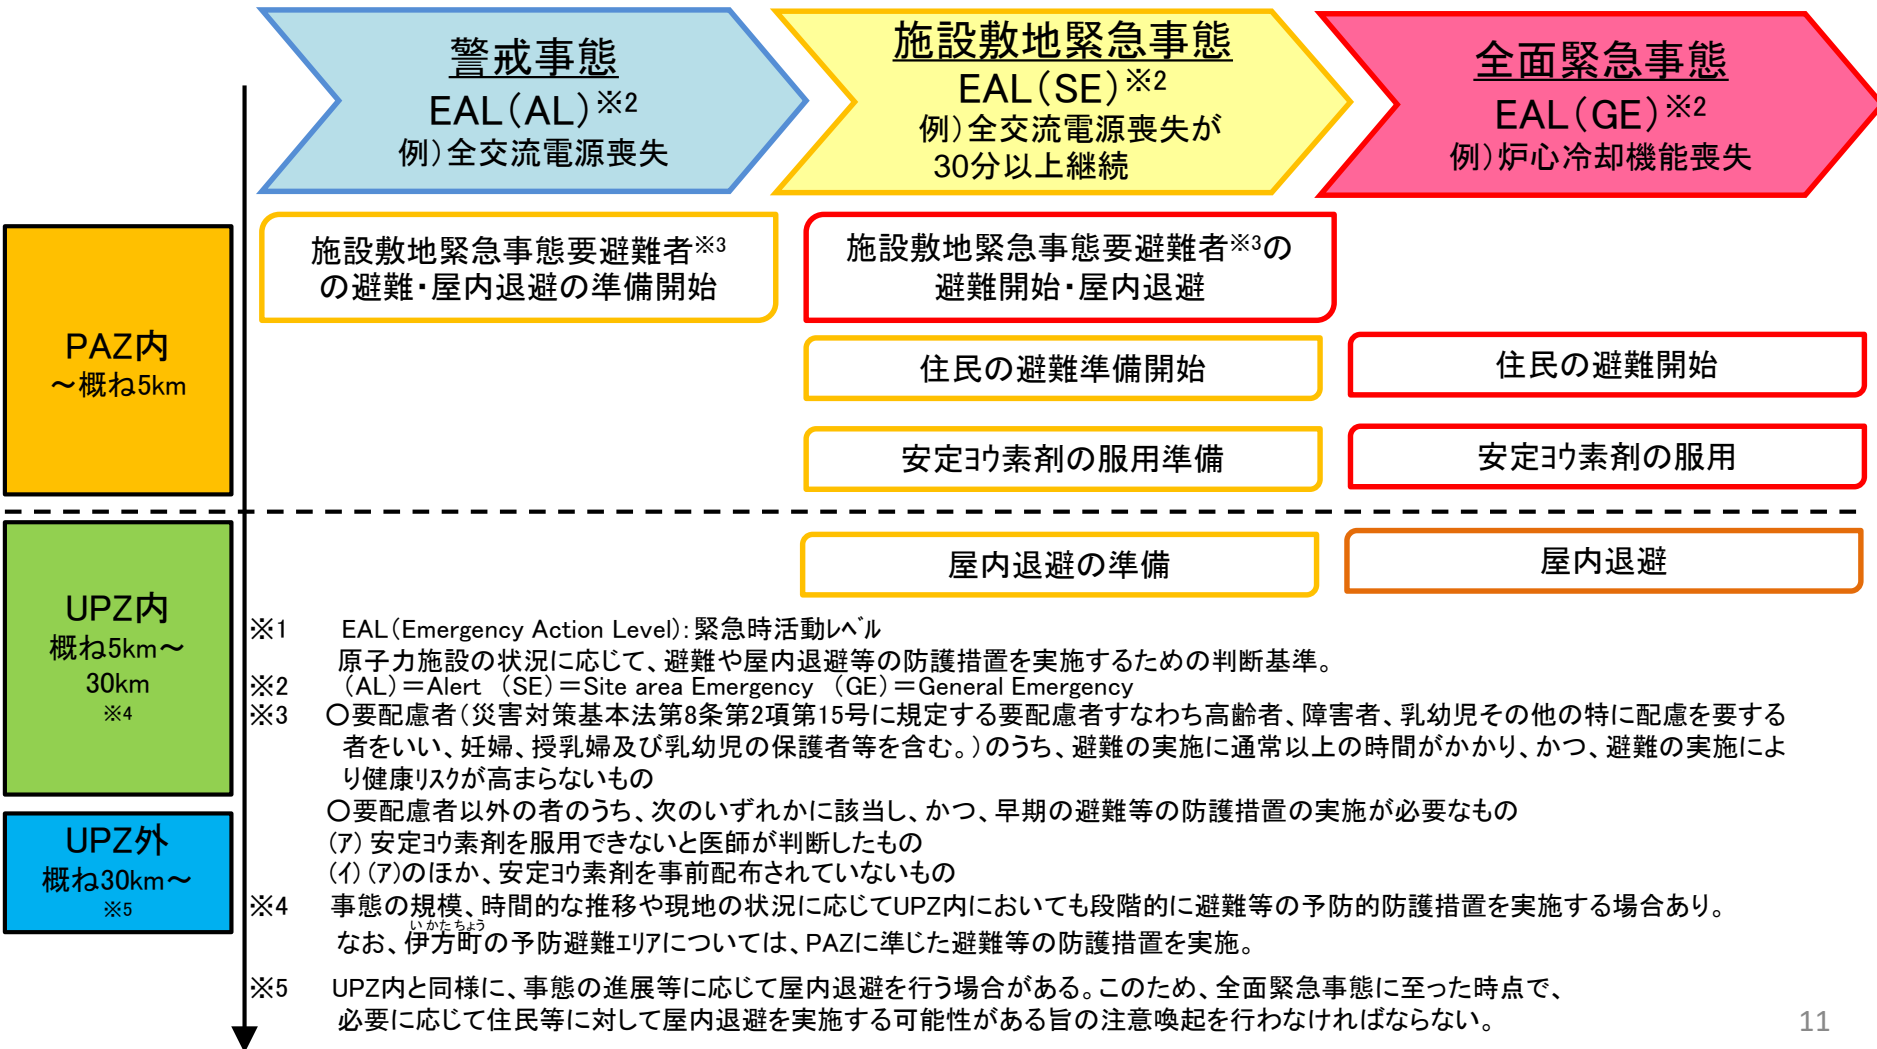 警戒事態
EAL(AL)※2
例)全交流電源喪失
施設敷地緊急事態
EAL(SE)※2
例)全交流電源喪失が
30分以上継続
全面緊急事態
EAL(GE)※2
例)炉心冷却機能喪失
PAZ内
～概ね5km
施設敷地緊急事態要避難者※3
の避難・屋内退避の準備開始
施設敷地緊急事態要避難者※3の
避難開始・屋内退避
住民の避難準備開始
住民の避難開始
安定ﾖｳ素剤の服用準備
安定ﾖｳ素剤の服用
UPZ内
概ね5km～
30km
※4
屋内退避の準備
屋内退避
UPZ外
概ね30km～
※5
※1 EAL(Emergency Action Level):緊急時活動ﾚﾍﾞﾙ
原子力施設の状況に応じて、避難や屋内退避等の防護措置を実施するための判断基準。
※2 (AL)=Alert (SE)=Site area Emergency (GE)=General Emergency
※3 ○要配慮者(災害対策基本法第8条第2項第15号に規定する要配慮者すなわち高齢者、障害者、乳幼児その他の特に配慮を要する
者をいい、妊婦、授乳婦及び乳幼児の保護者等を含む。)のうち、避難の実施に通常以上の時間がかかり、かつ、避難の実施によ
り健康ﾘｽｸが高まらないもの
○要配慮者以外の者のうち、次のいずれかに該当し、かつ、早期の避難等の防護措置の実施が必要なもの
(ｱ) 安定ﾖｳ素剤を服用できないと医師が判断したもの
(ｲ) (ｱ)のほか、安定ﾖｳ素剤を事前配布されていないもの
※4 事態の規模、時間的な推移や現地の状況に応じてUPZ内においても段階的に避難等の予防的防護措置を実施する場合あり。
いかたちょう
なお、伊方町の予防避難ｴﾘｱについては、PAZに準じた避難等の防護措置を実施。
※5 UPZ内と同様に、事態の進展等に応じて屋内退避を行う場合がある。このため、全面緊急事態に至った時点で、
必要に応じて住民等に対して屋内退避を実施する可能性がある旨の注意喚起を行わなければならない。
11